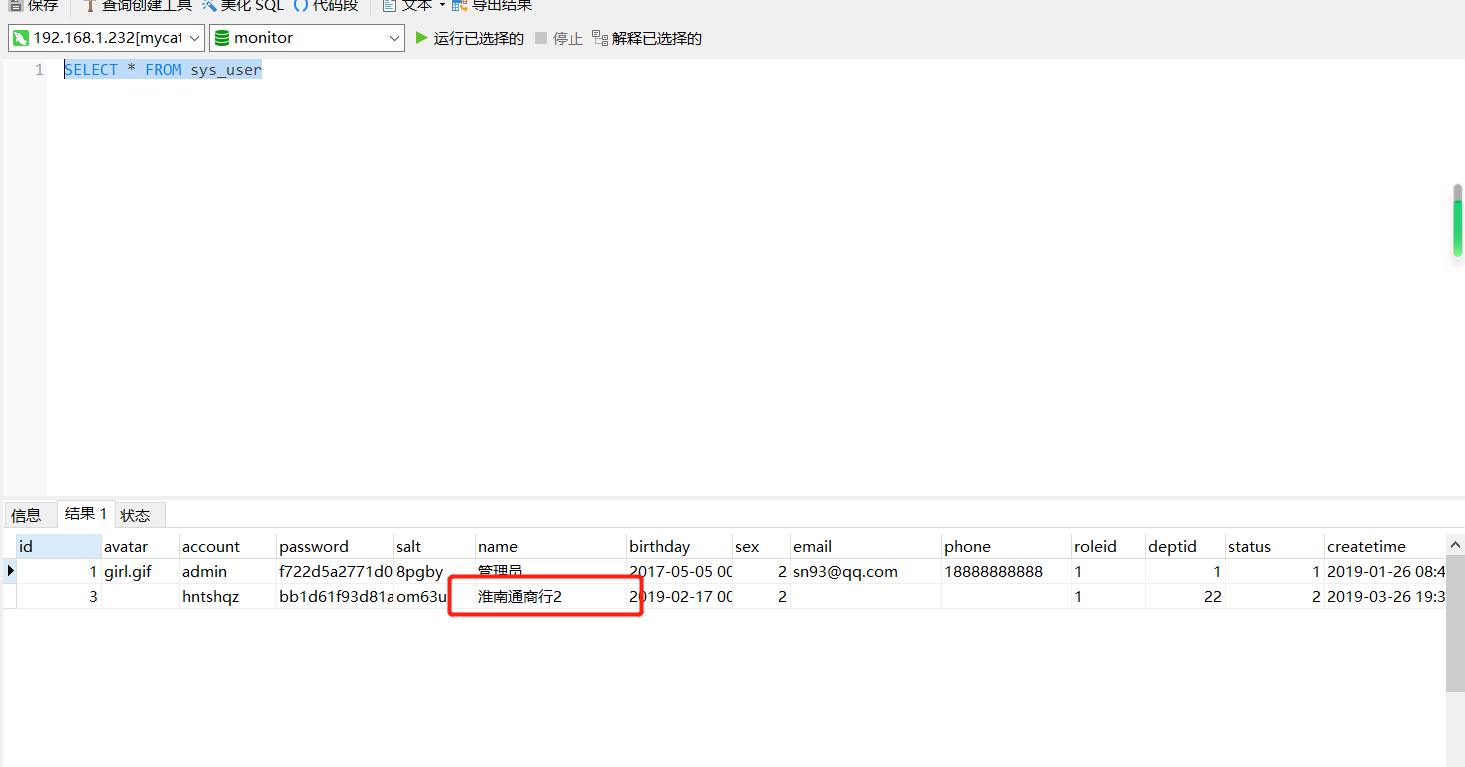 保存 查询创建工具 美化 SQL () 代码段 文本 导出结果
192.168.1.232[mycat monitor 运行已选择的 停止 解释已选择的
1 SELECT * FROM sys_user
信息 结果 1 状态
id avatar account password salt name birthday sex email phone roleid deptid status createtime
1 girl.gif admin f722d5a2771d0 8pgby 管理员 2017-05-05 00 2 sn93@qq.com 18888888888 1 1 1 2019-01-26 08:4
3 hntshqz bb1d61f93d81a om63u 淮南通商行2 2019-02-17 00 2 1 22 2 2019-03-26 19:3